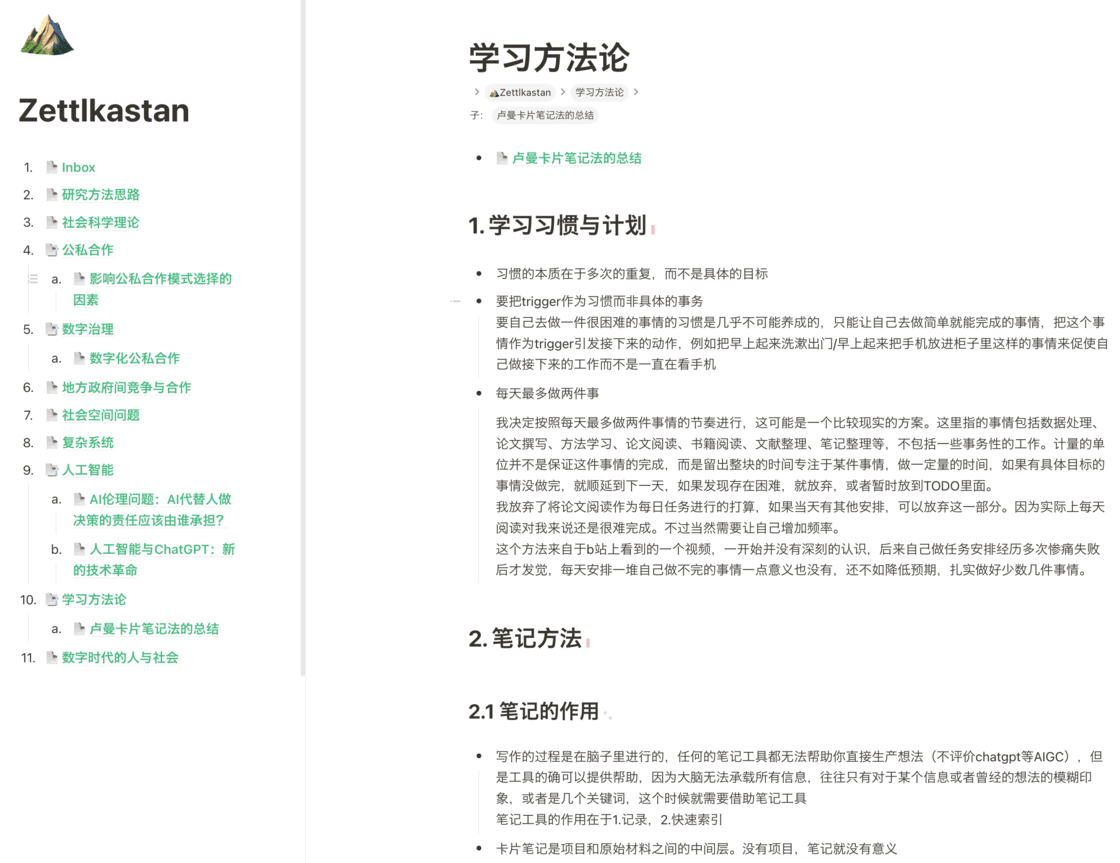 Zettlkastan
1. Inbox
2. 研究方法思路
3. 社会科学理论
4. 公私合作
a. 影响公私合作模式选择的
因素
5. 数字治理
a. 数字化公私合作
6. 地方政府间竞争与合作
7. 社会空间问题
8. 复杂系统
9. 人工智能
a. AI伦理问题：AI代替人做
决策的责任应该由谁承担？
b. 人工智能与ChatGPT：新
的技术革命
10. 学习方法论
a. 卢曼卡片笔记法的总结
11. 数字时代的人与社会
学习方法论
> Zettlkastan > 学习方法论 >
子： 卢曼卡片笔记法的总结
• 卢曼卡片笔记法的总结
1. 学习习惯与计划
• 习惯的本质在于多次的重复，而不是具体的目标
• 要把trigger作为习惯而非具体的事务
要自己去做一件很困难的事情的习惯是几乎不可能养成的，只能让自己去做简单就能完成的事情，把这个事
情作为trigger引发接下来的动作，例如把早上起来洗漱出门/早上起来把手机放进柜子里这样的事情来促使自
己做接下来的工作而不是一直在看手机
• 每天最多做两件事
我决定按照每天最多做两件事情的节奏进行，这可能是一个比较现实的方案。这里指的事情包括数据处理、
论文撰写、方法学习、论文阅读、书籍阅读、文献整理、笔记整理等，不包括一些事务性的工作。计量的单
位并不是保证这件事情的完成，而是留出整块的时间专注于某件事情，做一定量的时间，如果有具体目标的
事情没做完，就顺延到下一天，如果发现存在困难，就放弃，或者暂时放到TODO里面。
我放弃了将论文阅读作为每日任务进行的打算，如果当天有其他安排，可以放弃这一部分。因为实际上每天
阅读对我来说还是很难完成。不过当然需要让自己增加频率。
这个方法来自于b站上看到的一个视频，一开始并没有深刻的认识，后来自己做任务安排经历多次惨痛失败
后才发觉，每天安排一堆自己做不完的事情一点意义也没有，还不如降低预期，扎实做好少数几件事情。
2. 笔记方法
2.1 笔记的作用
• 写作的过程是在脑子里进行的，任何的笔记工具都无法帮助你直接生产想法（不评价chatgpt等AIGC），但
是工具的确可以提供帮助，因为大脑无法承载所有信息，往往只有对于某个信息或者曾经的想法的模糊印
象，或者是几个关键词，这个时候就需要借助笔记工具
笔记工具的作用在于1.记录，2.快速索引
• 卡片笔记是项目和原始材料之间的中间层。没有项目，笔记就没有意义